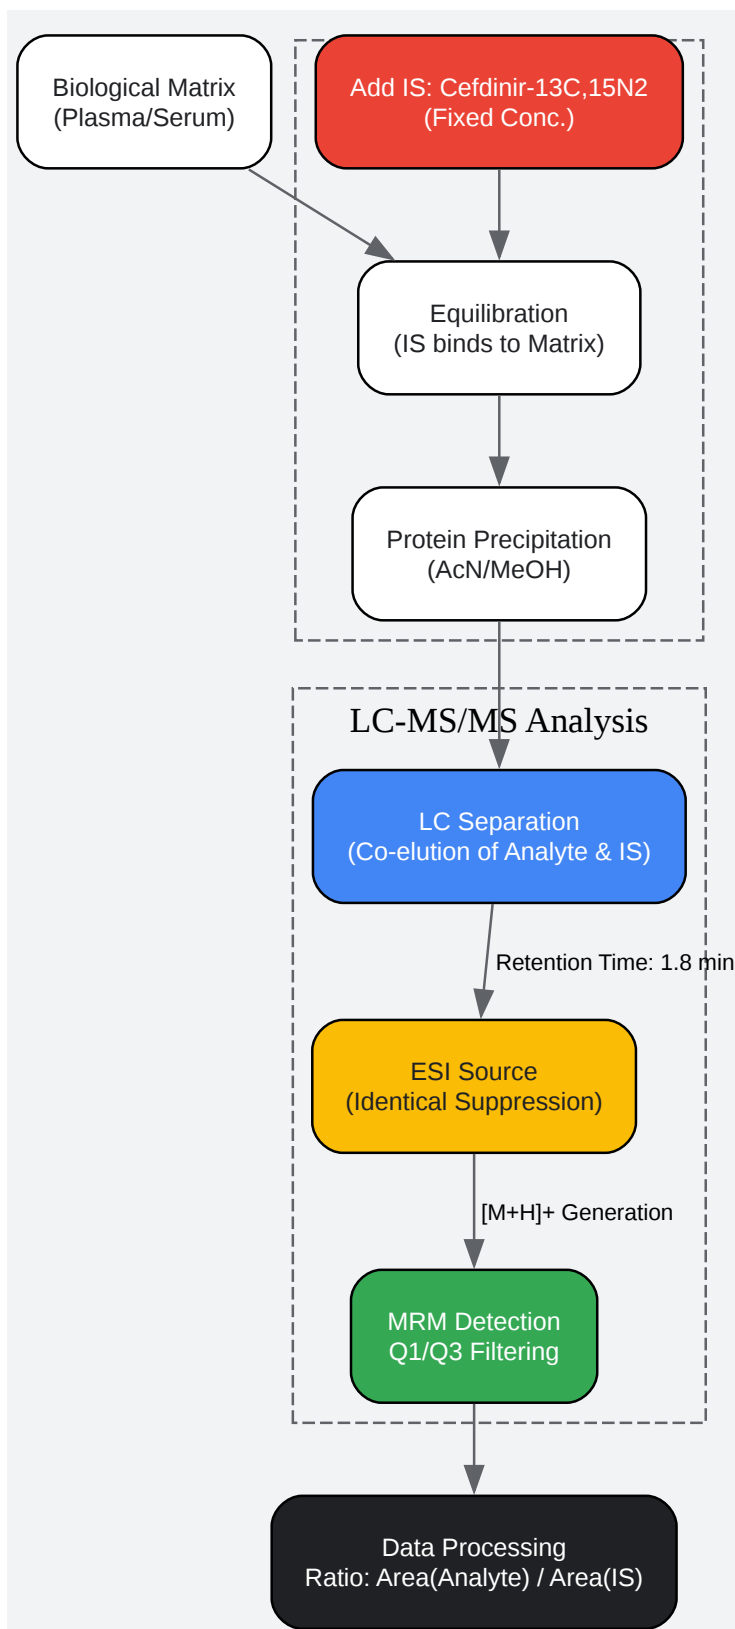 Biological Matrix
(Plasma/Serum)
Add IS: Cefdinir-13C,15N2
(Fixed Conc.)
Equilibration
(IS binds to Matrix)
Protein Precipitation
(AcN/MeOH)
LC-MS/MS Analysis
LC Separation
(Co-elution of Analyte & IS)
Retention Time: 1.8 min
ESI Source
(Identical Suppression)
[M+H]+ Generation
MRM Detection
Q1/Q3 Filtering
Data Processing
Ratio: Area(Analyte) / Area(IS)